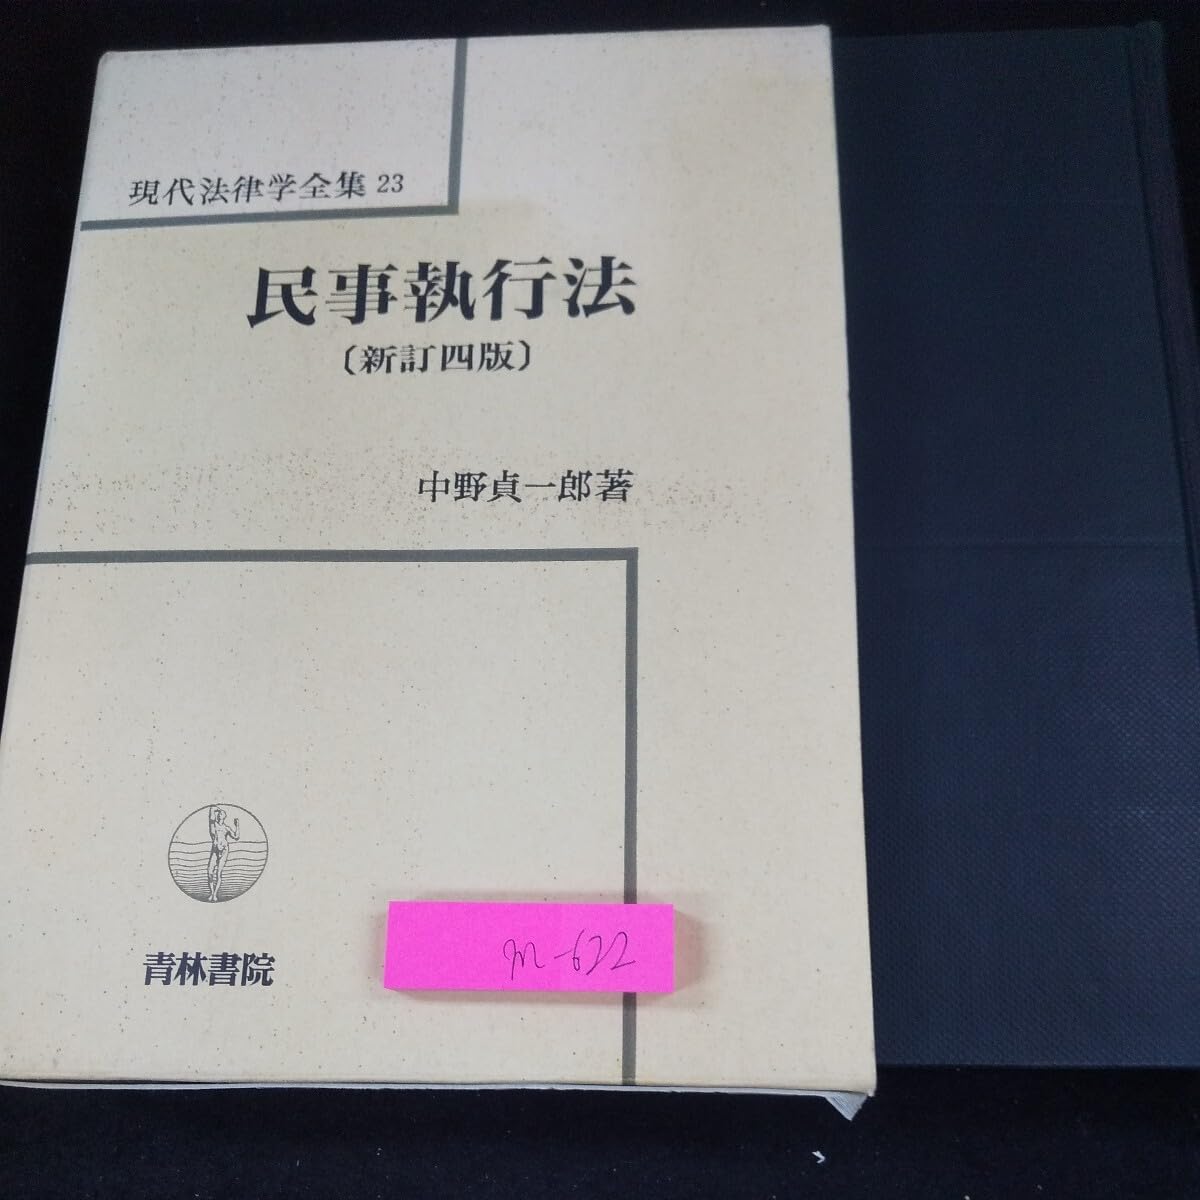 現代法律学全集 23
民事執行法
〔新訂四版〕
中野貞一郎著
青林書院
m-622